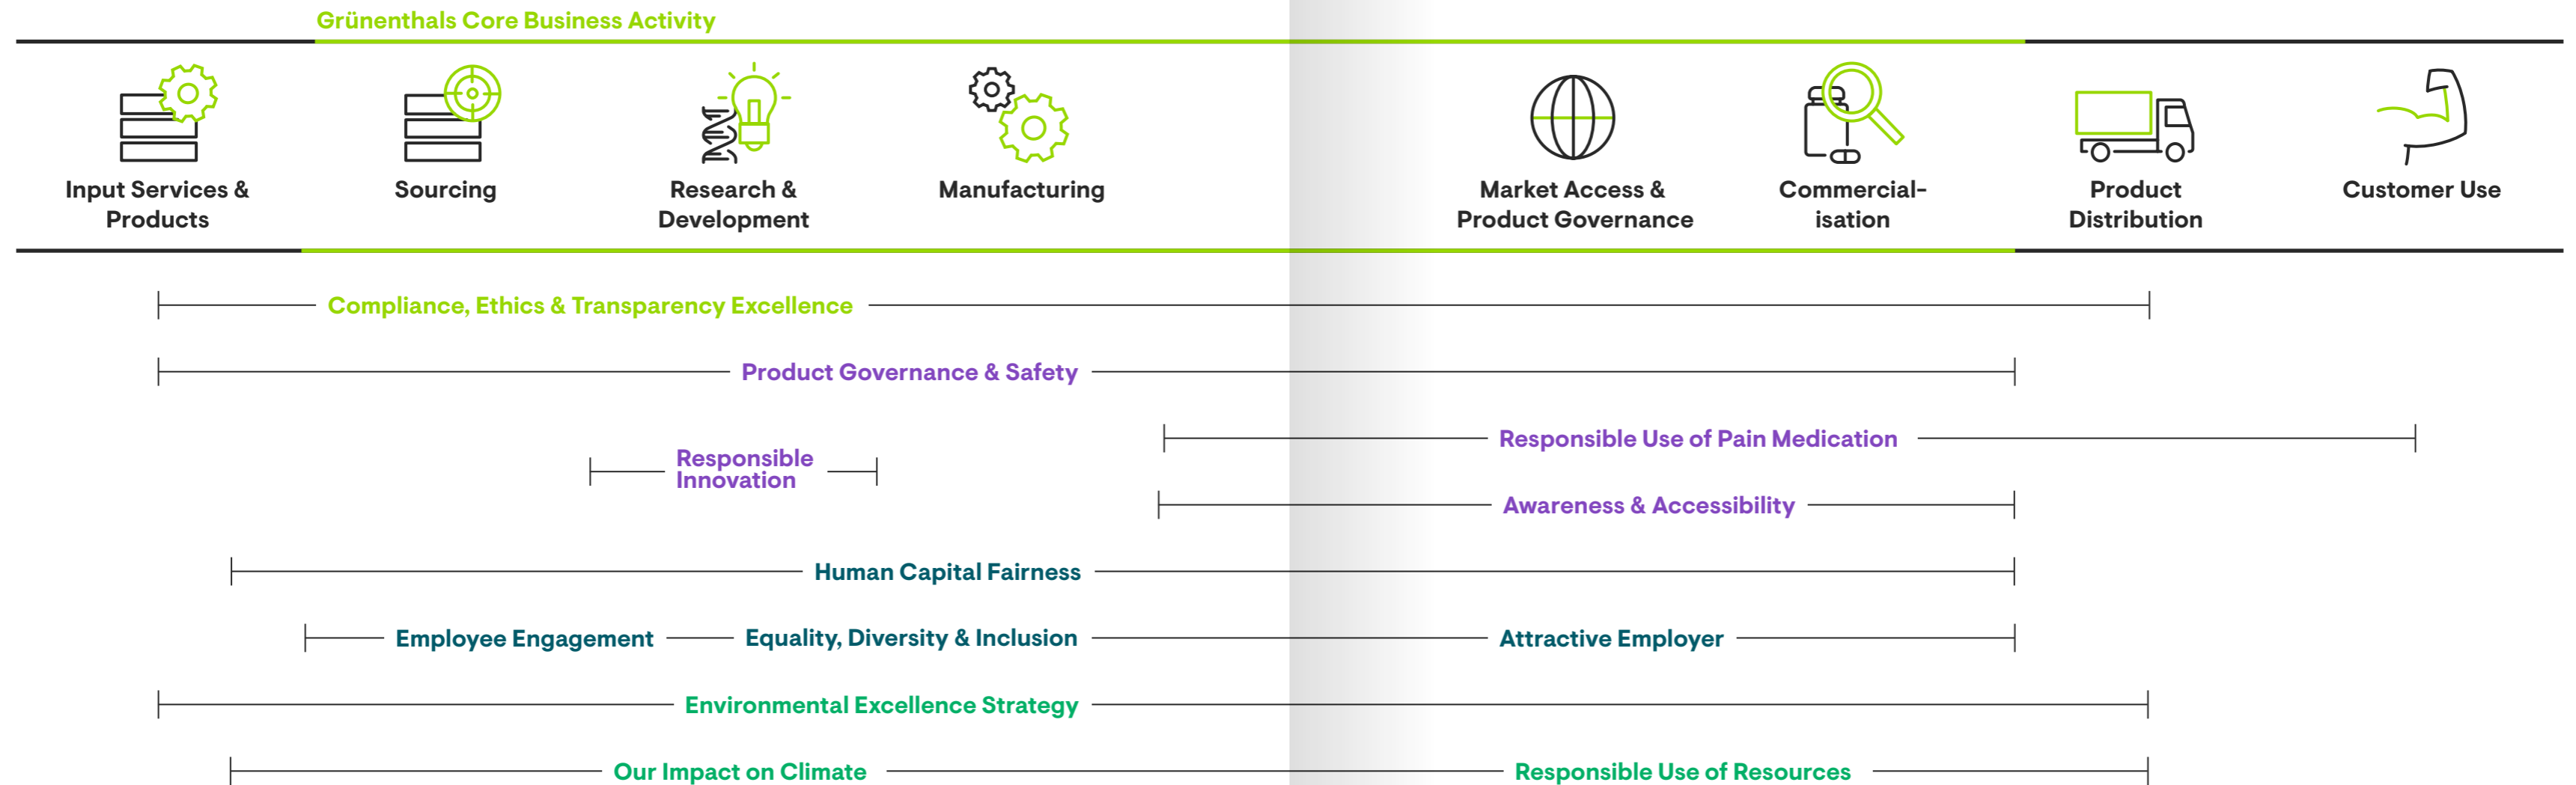 Grünenthals Core Business Activity
Input Services &
Products
Sourcing
Research &
Development
Manufacturing
Market Access &
Product Governance
Commercial-
isation
Product
Distribution
Customer Use
Compliance, Ethics & Transparency Excellence
Product Governance & Safety
Responsible Use of Pain Medication
Responsible
Innovation
Awareness & Accessibility
Human Capital Fairness
Employee Engagement
Equality, Diversity & Inclusion
Attractive Employer
Environmental Excellence Strategy
Our Impact on Climate
Responsible Use of Resources